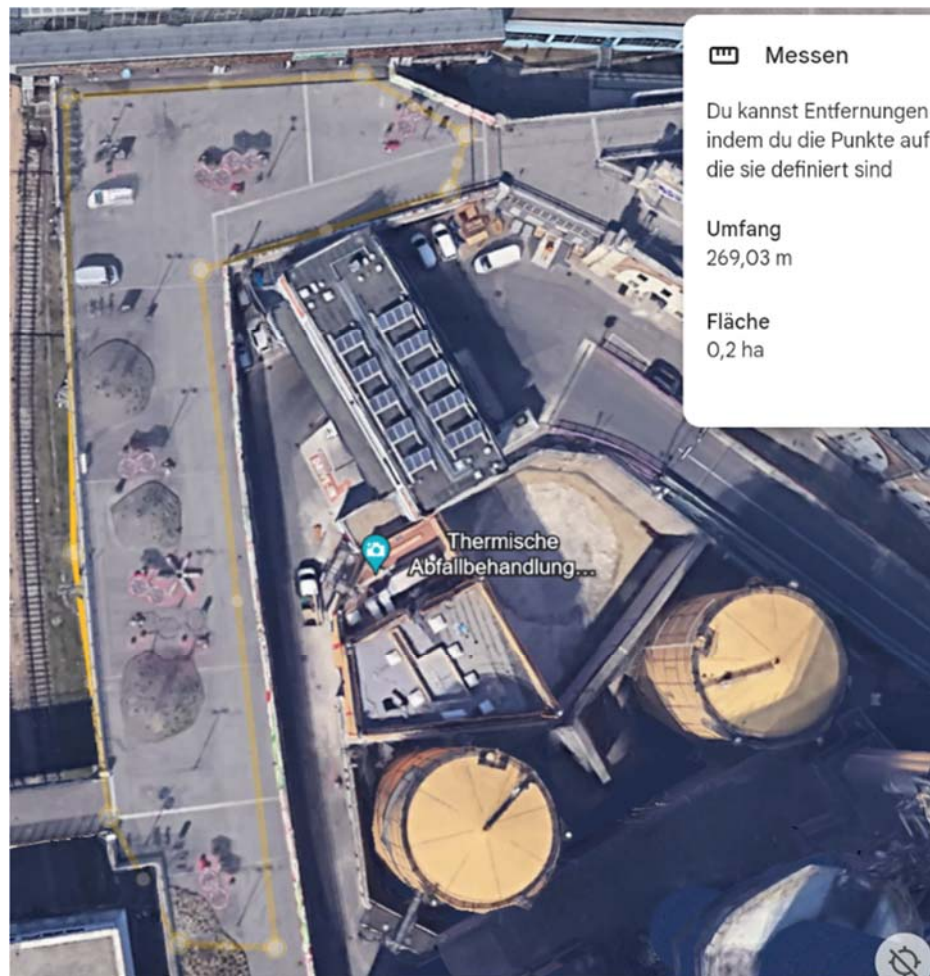 Messen
Du kannst Entfernungen
indem du die Punkte auf
die sie definiert sind
Umfang
269,03 m
Fläche
0,2 ha
Thermische
Abfallbehandlung...